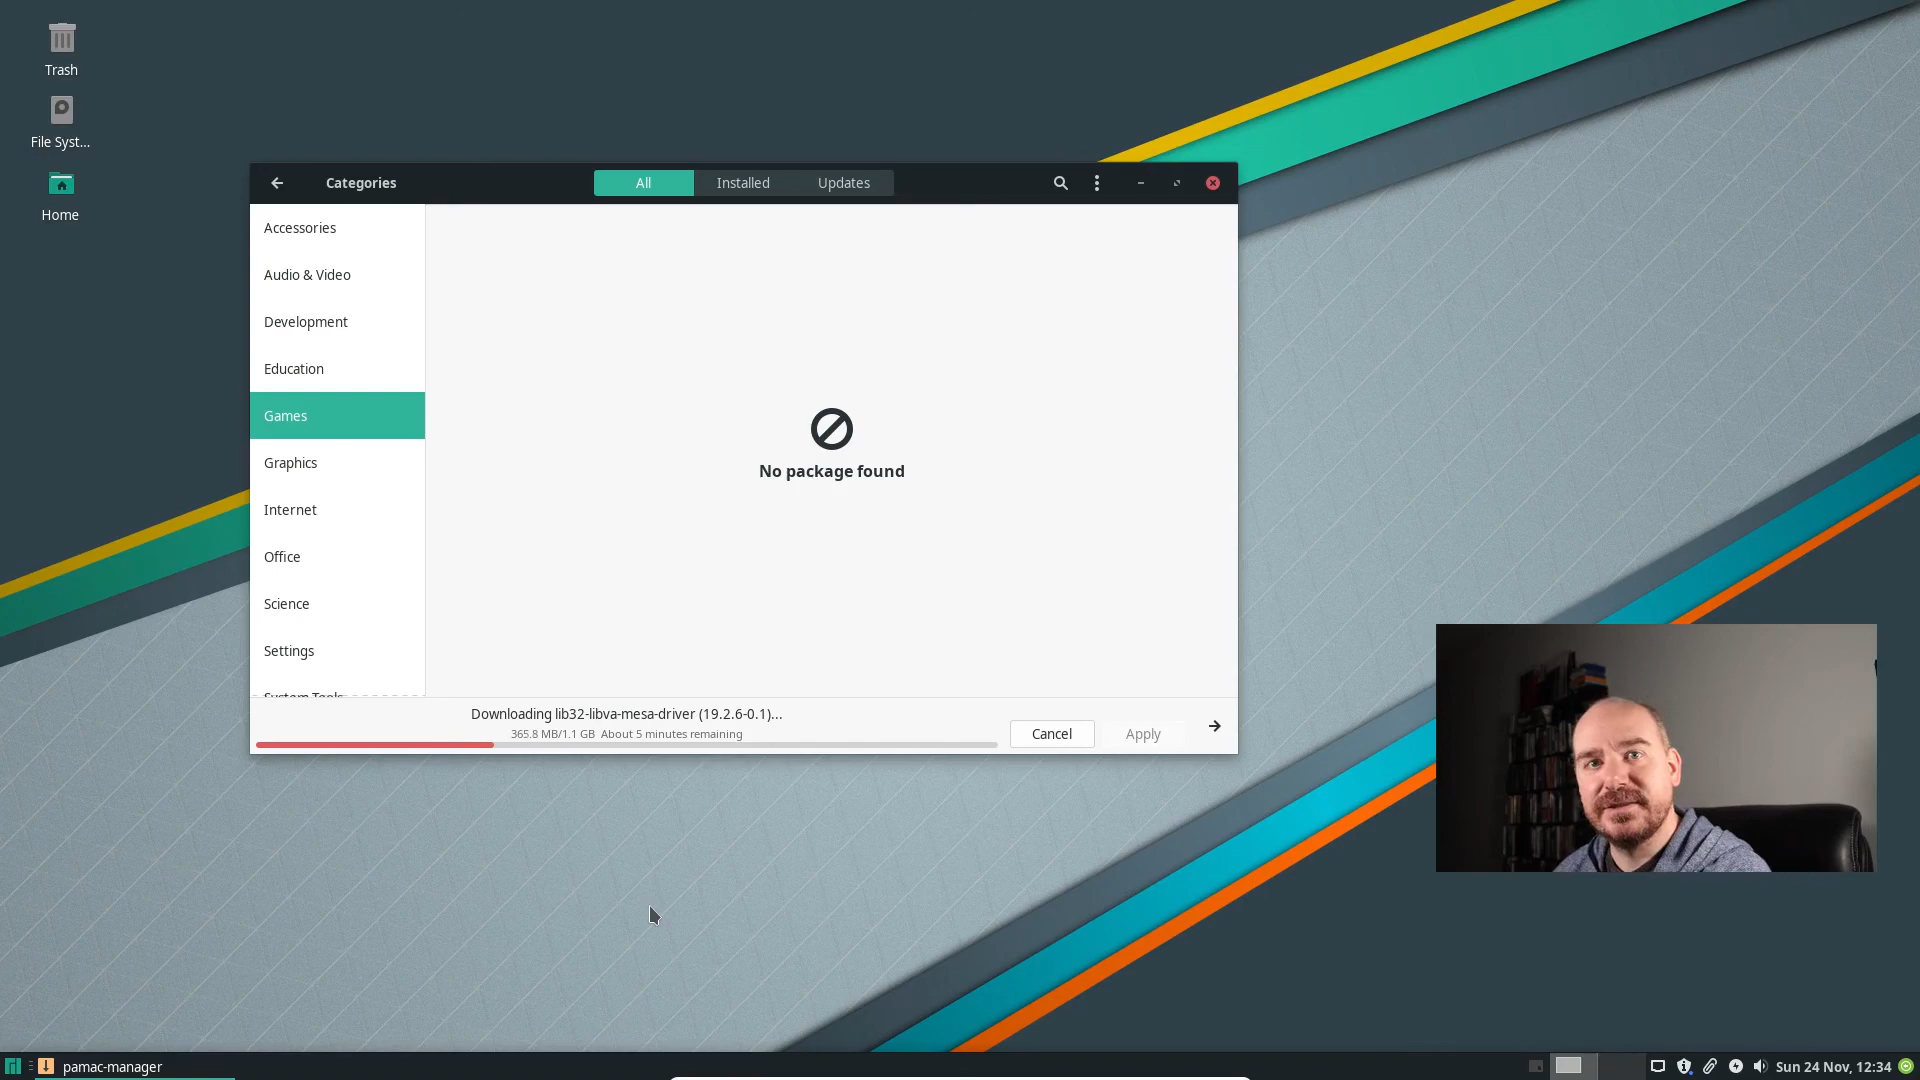 Trash
File Syst...
Home
Categories
All
Installed
Updates
Accessories
Audio & Video
Development
Education
Games
Graphics
Internet
Office
Science
Settings
System Tools
No package found
Downloading lib32-libva-mesa-driver (19.2.6-0.1)...
365.8 MB/1.1 GB About 5 minutes remaining
Cancel
Apply
pamac-manager
Sun 24 Nov, 12:34